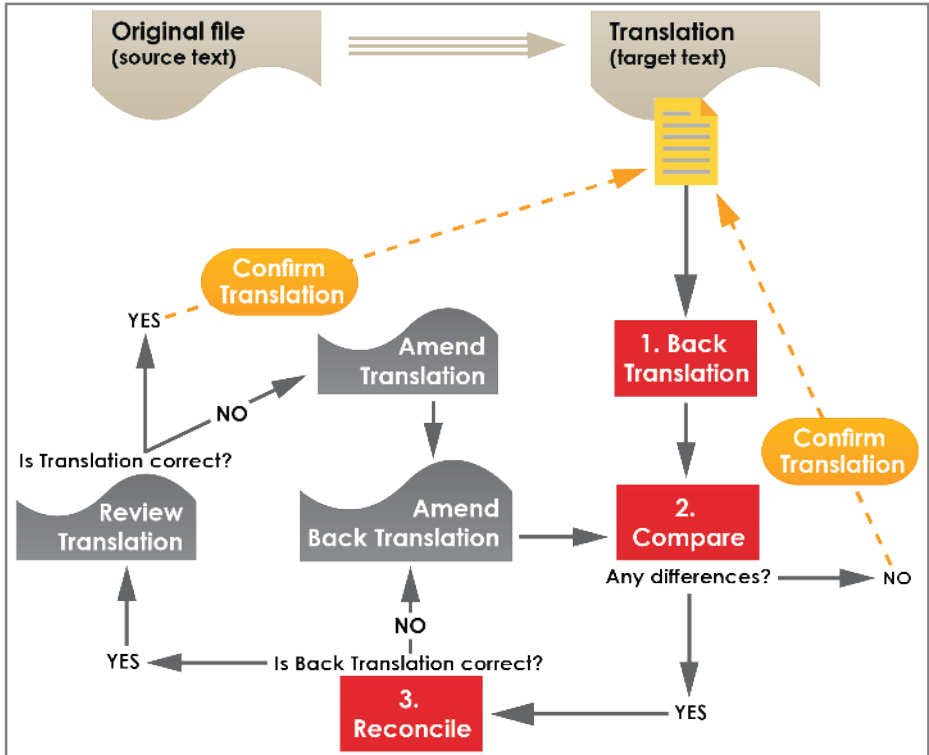 Original file
(source text)
Translation
(target text)
Confirm
Translation
YES
Amend
Translation
NO
Is Translation correct?
Review
Translation
Amend
Back Translation
1. Back
Translation
Confirm
Translation
2.
Compare
Any differences?
NO
NO
YES
Is Back Translation correct?
3.
Reconcile
YES